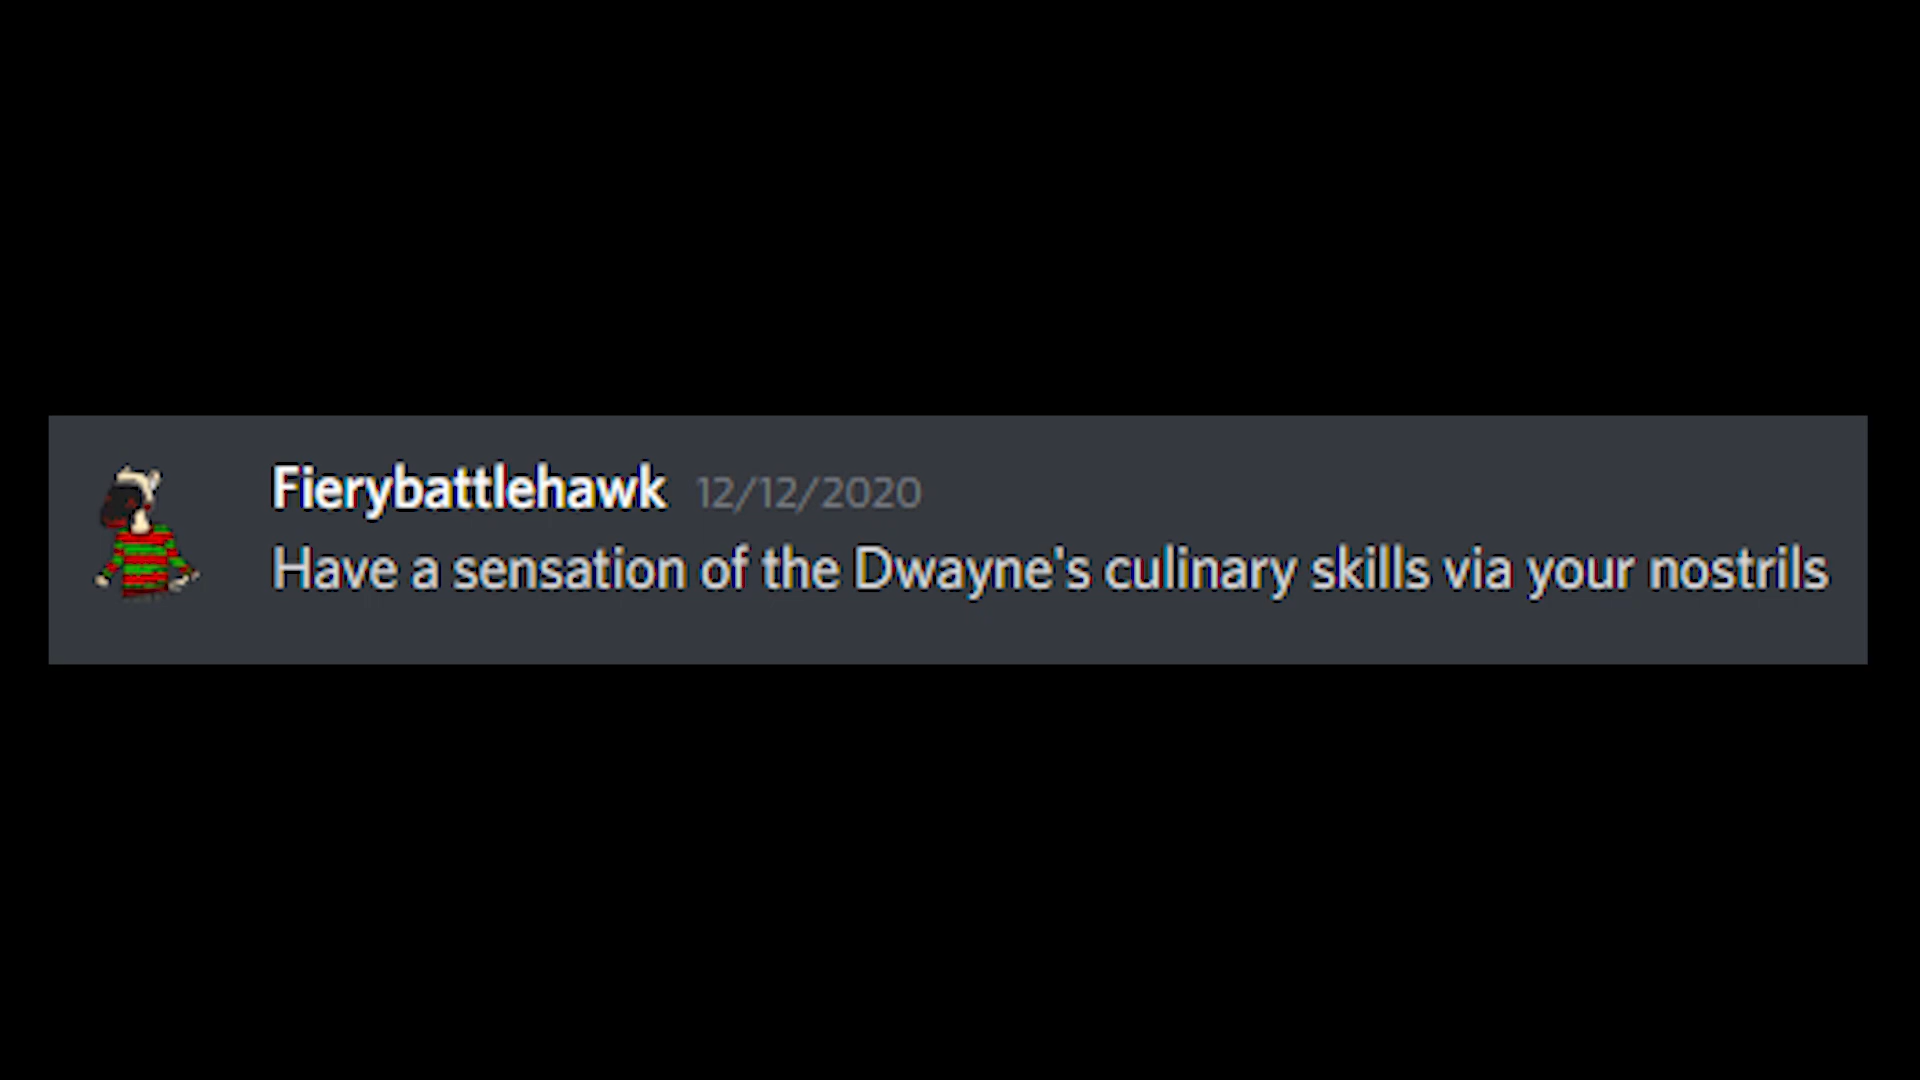 Fierybattlehawk 12/12/2020
Have a sensation of the Dwayne's culinary skills via your nostrils